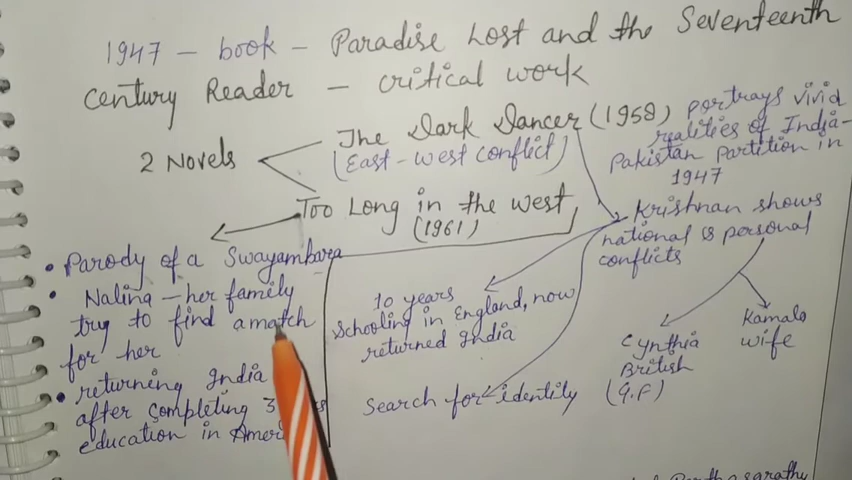 1947 - book - Paradise Lost and the Seventeenth
Century Reader - critical work
2 Novels
The Dark Dancer (1958)
(East-west conflict)
portrays vivid
realities of India-
Pakistan partition in
1947
Too Long in the west
(1961)
Krishnan shows
national is personal
conflicts
• Parody of a Swayambara
• Nalina - her family
try to find a match
for her
• returning India
after completing 3
education in
10 years
Schooling in England, now
returned India
Search for identity
Cynthia
British
(G.F)
Kamala
wife
Parthasarathy